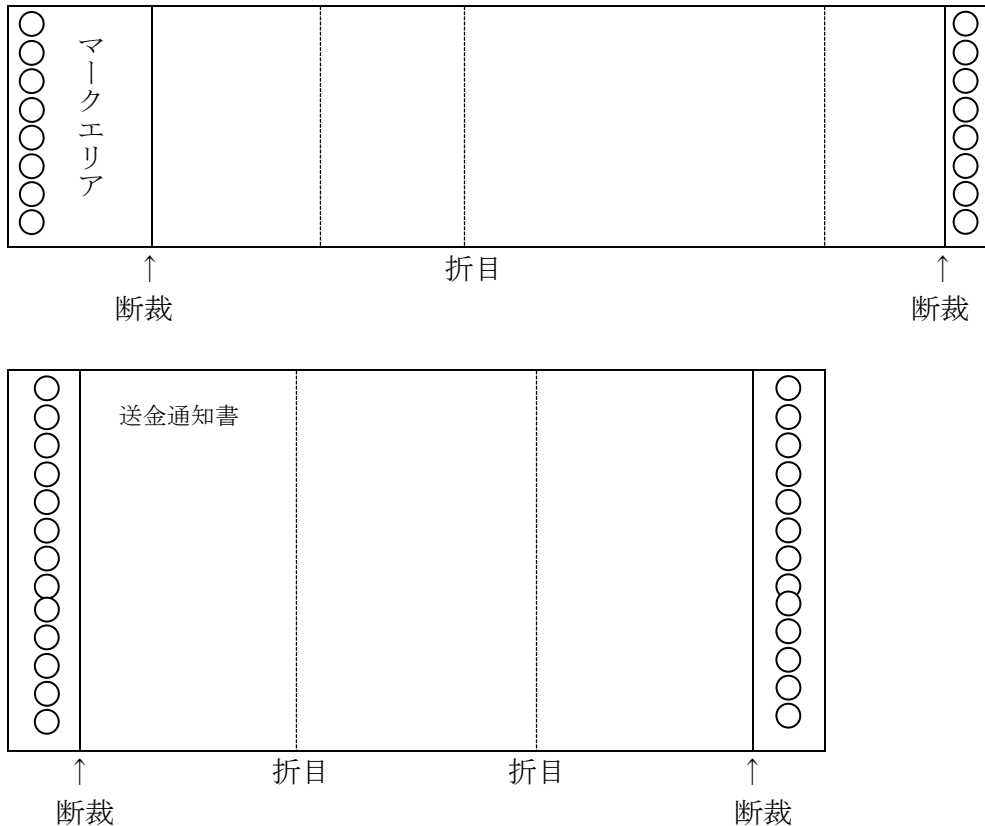 マークエリア
↑ 折目 ↑
断裁 断裁
送金通知書
↑ 折目 折目 ↑
断裁 断裁